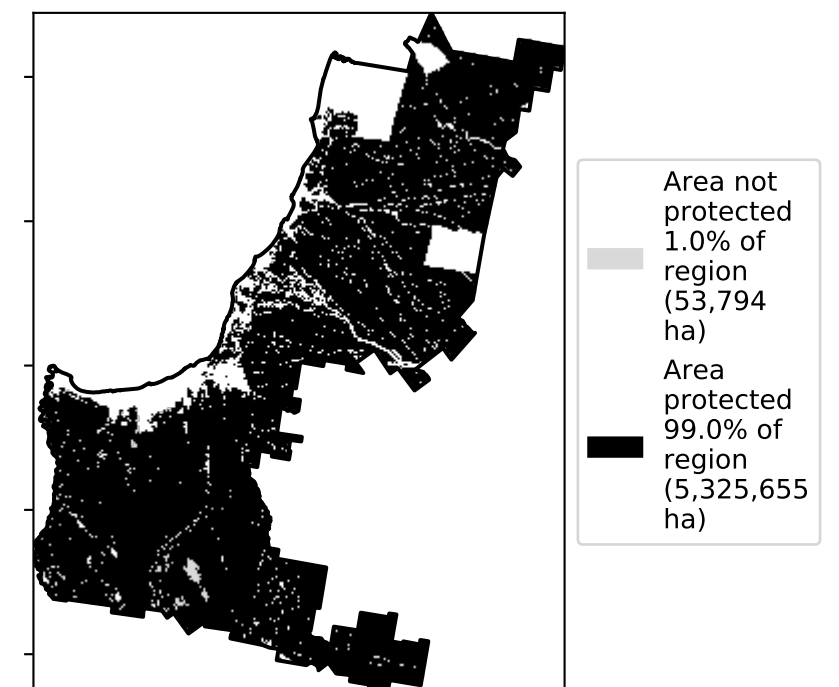 Area not
protected
1.0% of
region
(53,794
ha)
Area
protected
99.0% of
region
(5,325,655
ha)